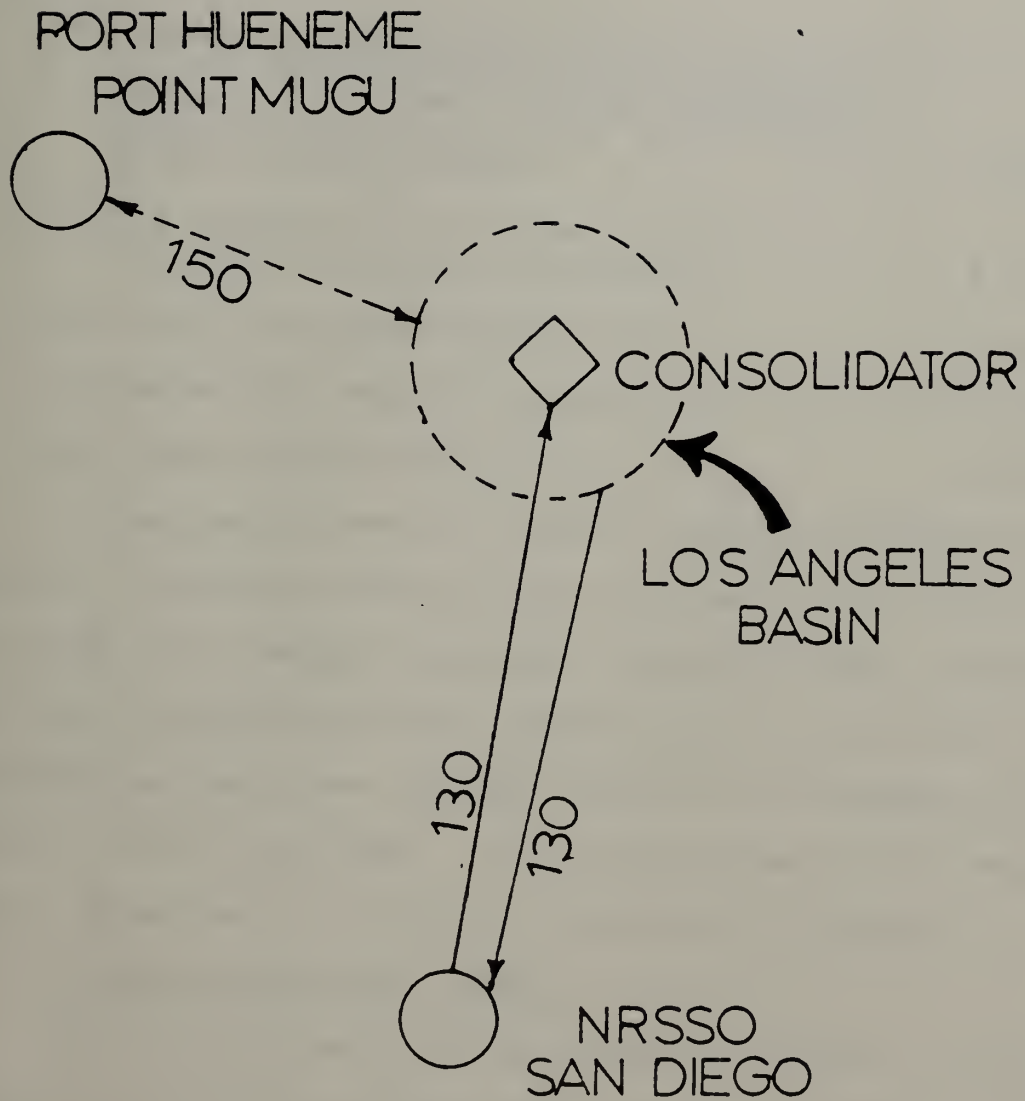 PORT HUENEME
POINT MUGU
150
CONSOLIDATOR
LOS ANGELES
BASIN
130
130
NRSSO
SAN DIEGO